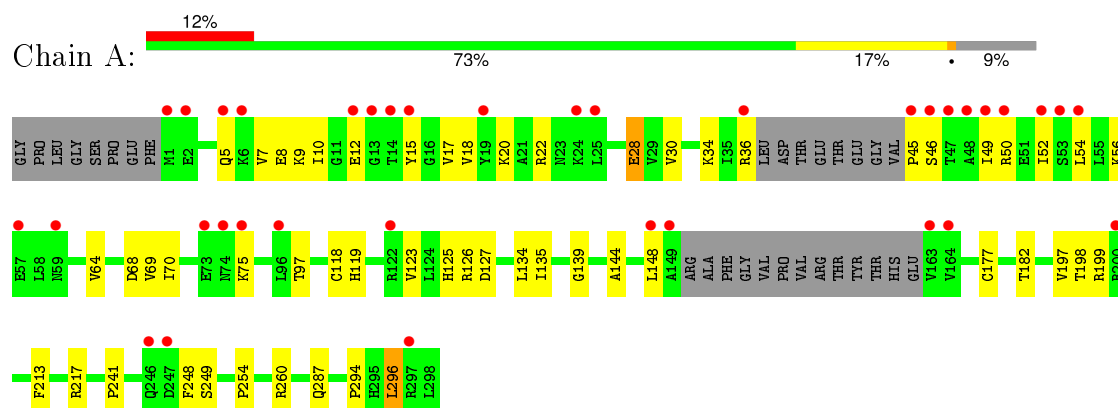 12%
Chain A:
73% 17% • 9%
GLY PRO LEU GLY SER PRO GLU PHE M1 E2 Q5 K6 V7 E8 K9 I10 G11 E12 G13 T14 Y15 G16 V17 V18 Y19 K20 A21 R22 N23 K24 L25 E28 V29 V30 K34 I35 R36 LEU ASP THR GLU THR GLU GLY VAL P45 S46 T47 A48 I49 R50 E51 I52 S53 L54 L55 K56
E57 L58 N59 V64 D68 V69 I70 E73 N74 K75 L96 T97 C118 H119 R122 V123 L124 H125 R126 D127 L134 I135 G139 A144 L148 A149 ARG ALA PHE GLY VAL PRO VAL ARG THR TYR THR HIS GLU V163 V164 C177 T182 V197 T198 R199
F213 R217 P241 Q246 D247 F248 S249 P254 R260 Q287 P294 H295 L296 R297 L298